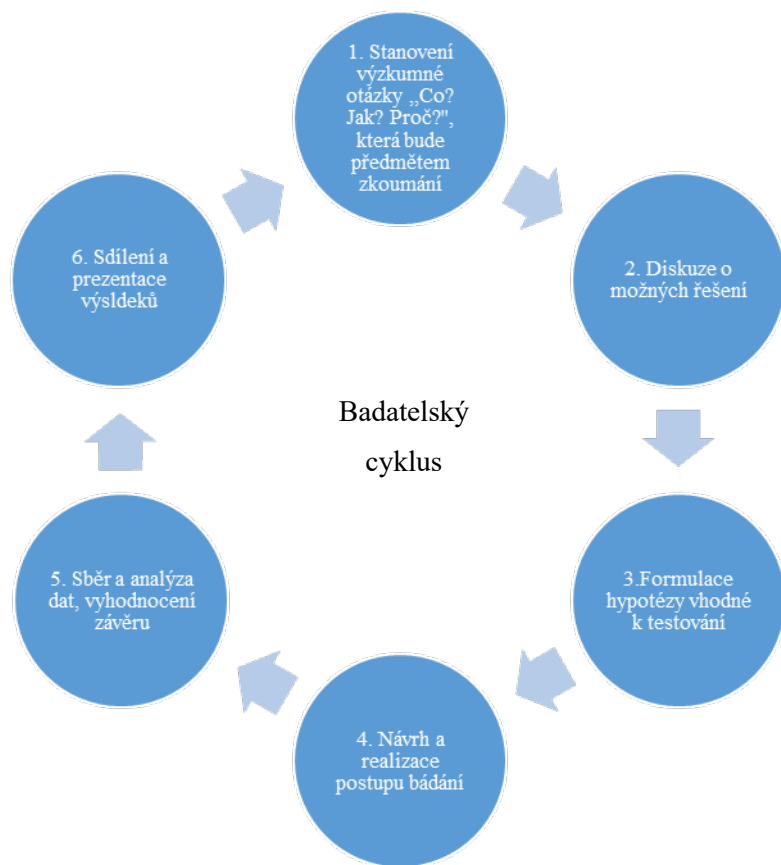 1. Stanovení
výzkumné
otázky ,,Co?
Jak? Proč?",
která bude
předmětem
zkoumání
2. Diskuze o
možných řešení
3.Formulace
hypotézy vhodné
k testování
4. Návrh a
realizace
postupu bádání
5. Sběr a analýza
dat, vyhodnocení
závěru
6. Sdílení a
prezentace
výsldeků
Badatelský
cyklus